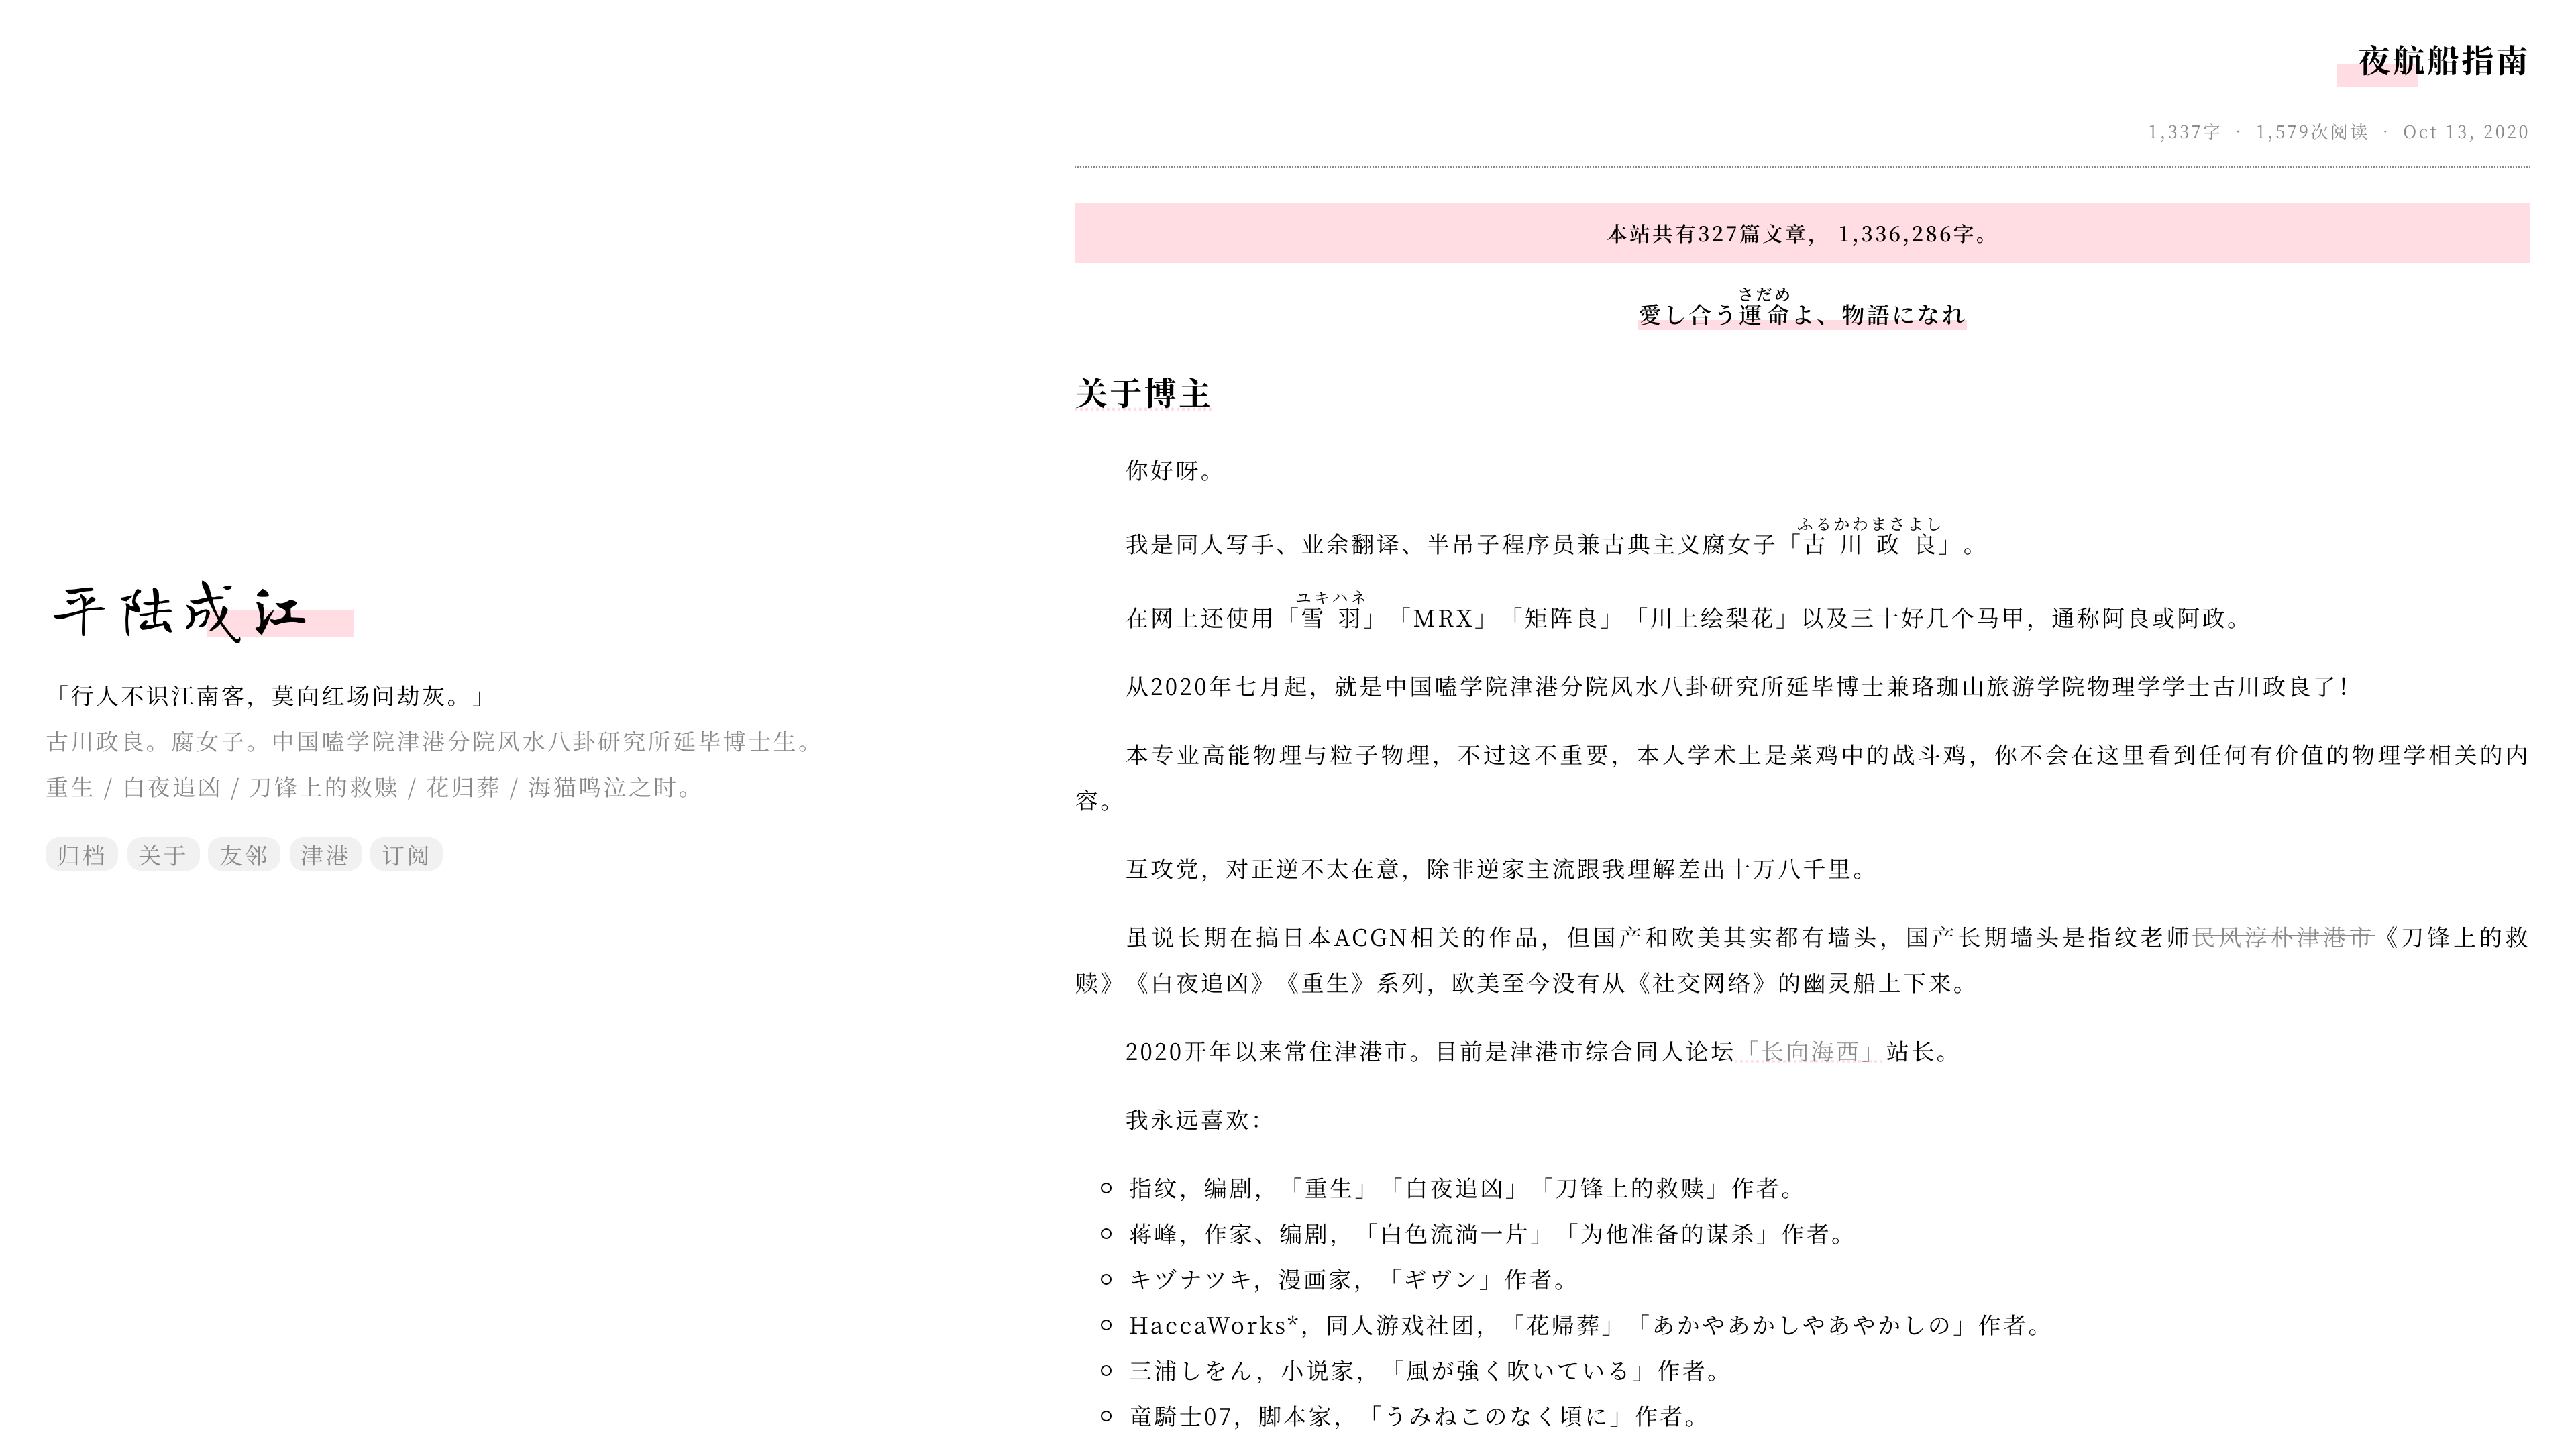 平陆成江
「行人不识江南客，莫向红场问劫灰。」
古川政良。腐女子。中国嗑学院津港分院风水八卦研究所延毕博士生。
重生 / 白夜追凶 / 刀锋上的救赎 / 花归葬 / 海猫鸣泣之时。
归档 关于 友邻 津港 订阅
夜航船指南
1,337字 · 1,579次阅读 · Oct 13, 2020
本站共有327篇文章， 1,336,286字。
さだめ
愛し合う運命よ、物語になれ
关于博主
你好呀。
ふるかわまさよし
我是同人写手、业余翻译、半吊子程序员兼古典主义腐女子「古川政良」。
ユキハネ
在网上还使用「雪羽」「MRX」「矩阵良」「川上绘梨花」以及三十好几个马甲，通称阿良或阿政。
从2020年七月起，就是中国嗑学院津港分院风水八卦研究所延毕博士兼珞珈山旅游学院物理学学士古川政良了！
本专业高能物理与粒子物理，不过这不重要，本人学术上是菜鸡中的战斗鸡，你不会在这里看到任何有价值的物理学相关的内
容。
互攻党，对正逆不太在意，除非逆家主流跟我理解差出十万八千里。
虽说长期在搞日本ACGN相关的作品，但国产和欧美其实都有墙头，国产长期墙头是指纹老师民风淳朴津港市《刀锋上的救
赎》《白夜追凶》《重生》系列，欧美至今没有从《社交网络》的幽灵船上下来。
2020开年以来常住津港市。目前是津港市综合同人论坛「长向海西」站长。
我永远喜欢：
指纹，编剧，「重生」「白夜追凶」「刀锋上的救赎」作者。
蒋峰，作家、编剧，「白色流淌一片」「为他准备的谋杀」作者。
キヅナツキ，漫画家，「ギヴン」作者。
HaccaWorks*，同人游戏社团，「花帰葬」「あかやあかしやあやかしの」作者。
三浦しをん，小说家，「風が強く吹いている」作者。
竜騎士07，脚本家，「うみねこのなく頃に」作者。